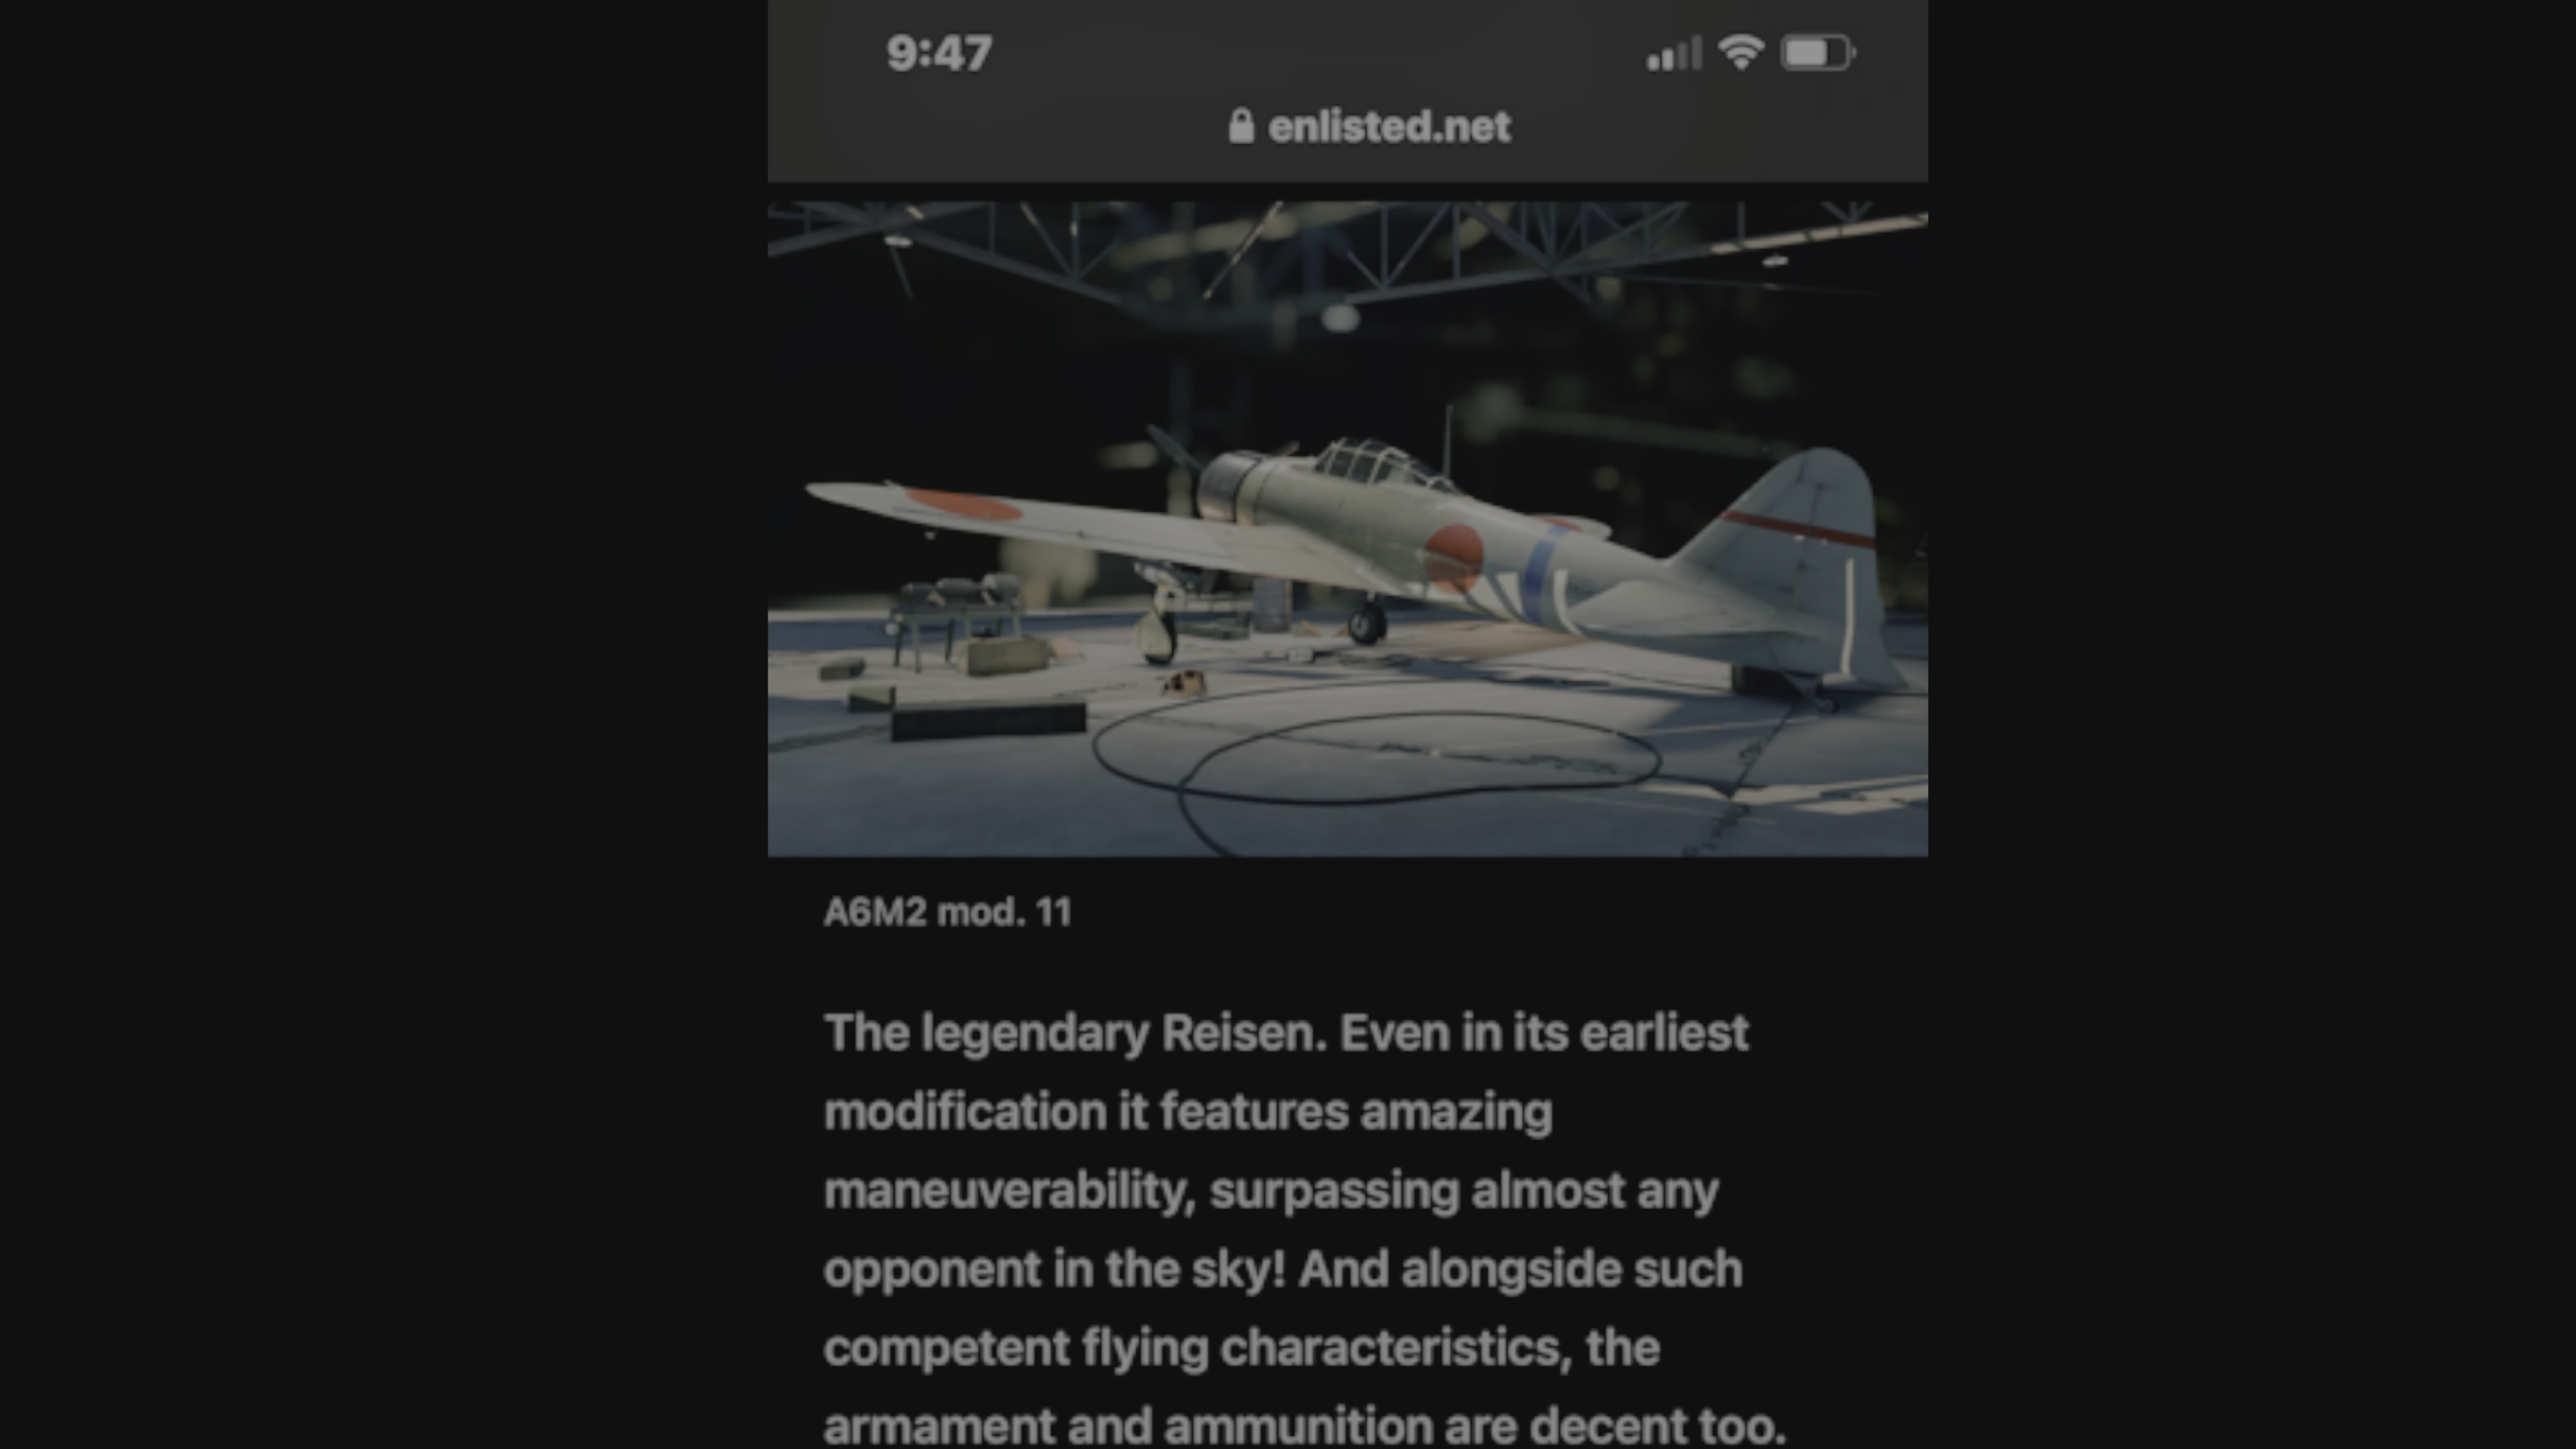 9:47
enlisted.net
A6M2 mod. 11
The legendary Reisen. Even in its earliest
modification it features amazing
maneuverability, surpassing almost any
opponent in the sky! And alongside such
competent flying characteristics, the
armament and ammunition are decent too.